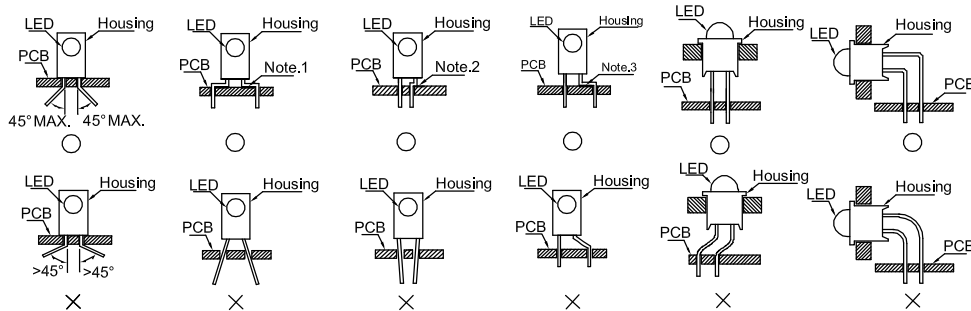 LED Housing
PCB
45° MAX. 45° MAX.
LED Housing
PCB Note.1
LED Housing
PCB Note.2
LED Housing
PCB Note.3
LED
Housing
PCB
LED Housing
PCB
LED Housing
PCB
>45° >45°
LED Housing
PCB
LED Housing
PCB
LED Housing
PCB
LED
Housing
PCB
LED Housing
PCB